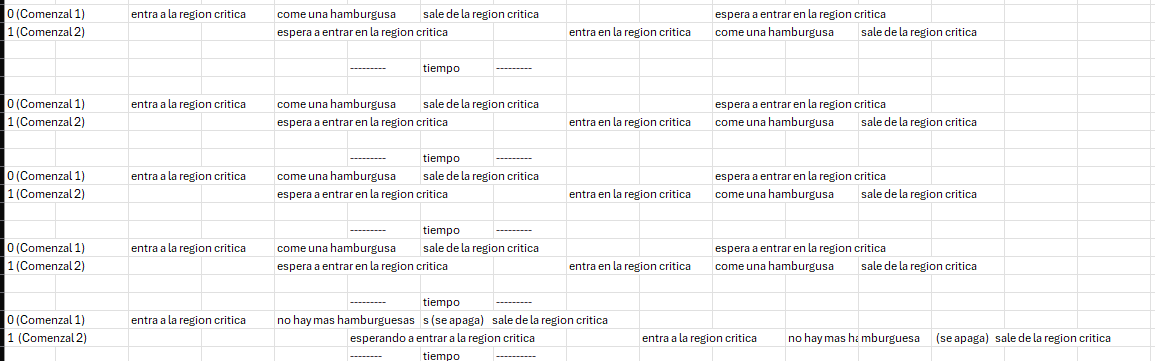 0 (Comenzal 1) entra a la region critica come una hamburgusa sale de la region critica espera a entrar en la region critica
1 (Comenzal 2) espera a entrar en la region critica entra en la region critica come una hamburgusa sale de la region critica
--------- tiempo ---------
0 (Comenzal 1) entra a la region critica come una hamburgusa sale de la region critica espera a entrar en la region critica
1 (Comenzal 2) espera a entrar en la region critica entra en la region critica come una hamburgusa sale de la region critica
--------- tiempo ---------
0 (Comenzal 1) entra a la region critica come una hamburgusa sale de la region critica espera a entrar en la region critica
1 (Comenzal 2) espera a entrar en la region critica entra en la region critica come una hamburgusa sale de la region critica
--------- tiempo ---------
0 (Comenzal 1) entra a la region critica come una hamburgusa sale de la region critica espera a entrar en la region critica
1 (Comenzal 2) espera a entrar en la region critica entra en la region critica come una hamburgusa sale de la region critica
--------- tiempo ---------
0 (Comenzal 1) entra a la region critica no hay mas hamburguesas s (se apaga) sale de la region critica
1 (Comenzal 2) esperando a entrar a la region critica entra a la region critica no hay mas ha mburguesa (se apaga) sale de la region critica
-------- tiempo ----------